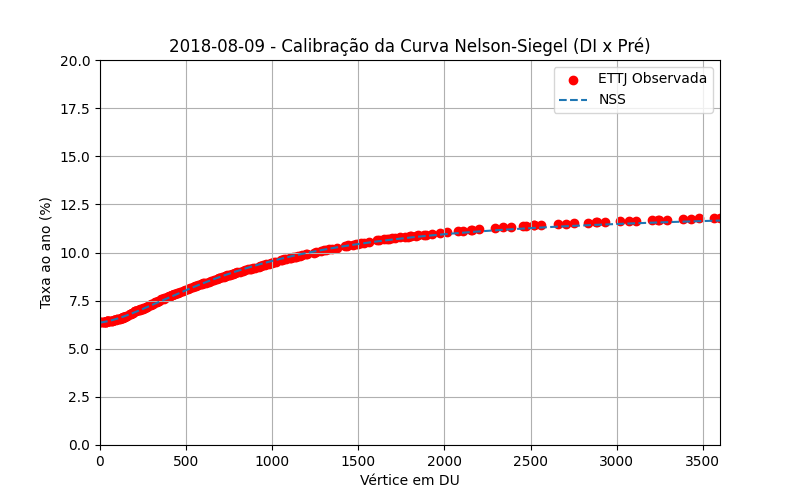 2018-08-09 - Calibração da Curva Nelson-Siegel (DI x Pré)
ETTJ Observada
NSS
Taxa ao ano (%)
20.0
17.5
15.0
12.5
10.0
7.5
5.0
2.5
0.0
0 500 1000 1500 2000 2500 3000 3500
Vértice em DU